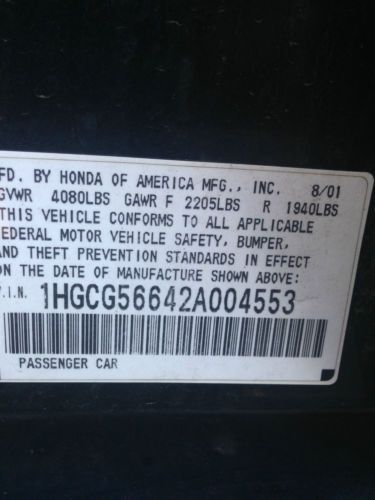 FD. BY HONDA OF AMERICA MFG., INC. 8/01
GVWR 4080LBS GAWR F 2205LBS R 1940LBS
THIS VEHICLE CONFORMS TO ALL APPLICABLE
EDERAL MOTOR VEHICLE SAFETY, BUMPER,
AND THEFT PREVENTION STANDARDS IN EFFECT
ON THE DATE OF MANUFACTURE SHOWN ABOVE:
V.I.N. 1HGCG56642A004553
PASSENGER CAR